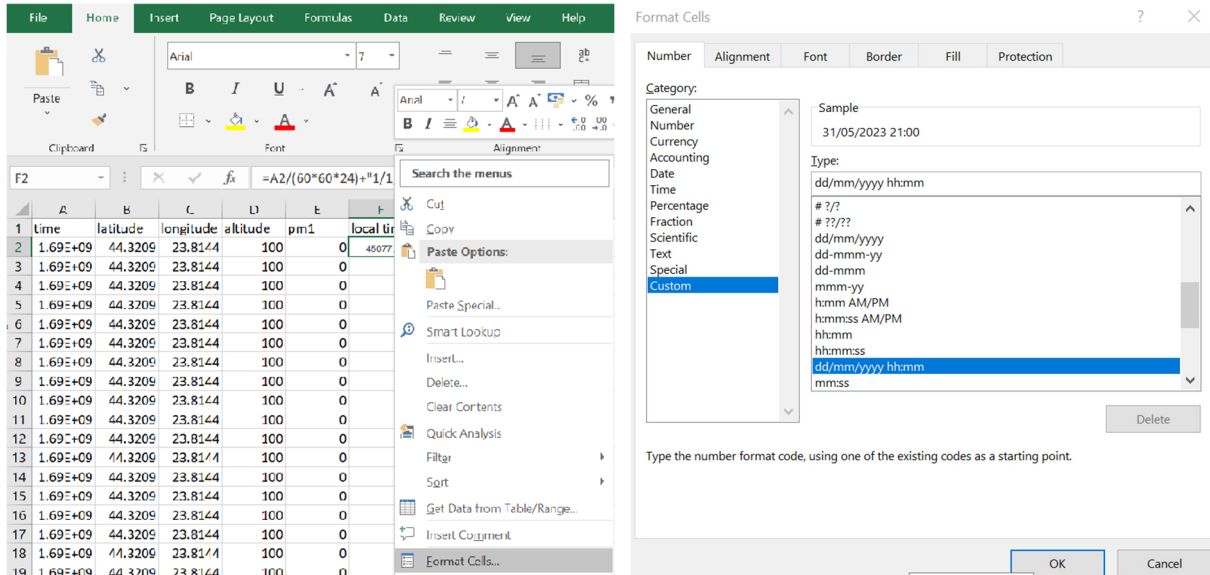 File Home Insert Page Layout Formulas Data Review View Help
Paste
Arial 7
B I U A A
ab
Clipboard Font Alignment
Arial
A A %
B I A
F2 fx =A2/(60*60*24)+"1/1
Search the menus
A B C D E F
1 time latitude longitude altitude pm1 local tir
2 1.69E+09 44.3209 23.8144 100 0 45077
3 1.69E+09 44.3209 23.8144 100 0
4 1.69E+09 44.3209 23.8144 100 0
5 1.69E+09 44.3209 23.8144 100 0
6 1.69E+09 44.3209 23.8144 100 0
7 1.69E+09 44.3209 23.8144 100 0
8 1.69E+09 44.3209 23.8144 100 0
9 1.69E+09 44.3209 23.8144 100 0
10 1.69E+09 44.3209 23.8144 100 0
11 1.69E+09 44.3209 23.8144 100 0
12 1.69E+09 44.3209 23.8144 100 0
13 1.69E+09 44.3209 23.8144 100 0
14 1.69E+09 44.3209 23.8144 100 0
15 1.69E+09 44.3209 23.8144 100 0
16 1.69E+09 44.3209 23.8144 100 0
17 1.69E+09 44.3209 23.8144 100 0
18 1.69E+09 44.3209 23.8144 100 0
19 1.69E+09 44.3209 23.8144 100 0
Cut
Copy
Paste Options:
Paste Special...
Smart Lookup
Insert...
Delete...
Clear Contents
Quick Analysis
Filter
Sort
Get Data from Table/Range...
Insert Comment
Format Cells...
Format Cells ?
Number Alignment Font Border Fill Protection
Category:
General
Number
Currency
Accounting
Date
Time
Percentage
Fraction
Scientific
Text
Special
Custom
Sample
31/05/2023 21:00
Type:
dd/mm/yyyy hh:mm
# ?/?
# ??/??
dd/mm/yyyy
dd-mmm-yy
dd-mmm
mmm-yy
h:mm AM/PM
h:mm:ss AM/PM
hh:mm
hh:mm:ss
dd/mm/yyyy hh:mm
mm:ss
Delete
Type the number format code, using one of the existing codes as a starting point.
OK Cancel